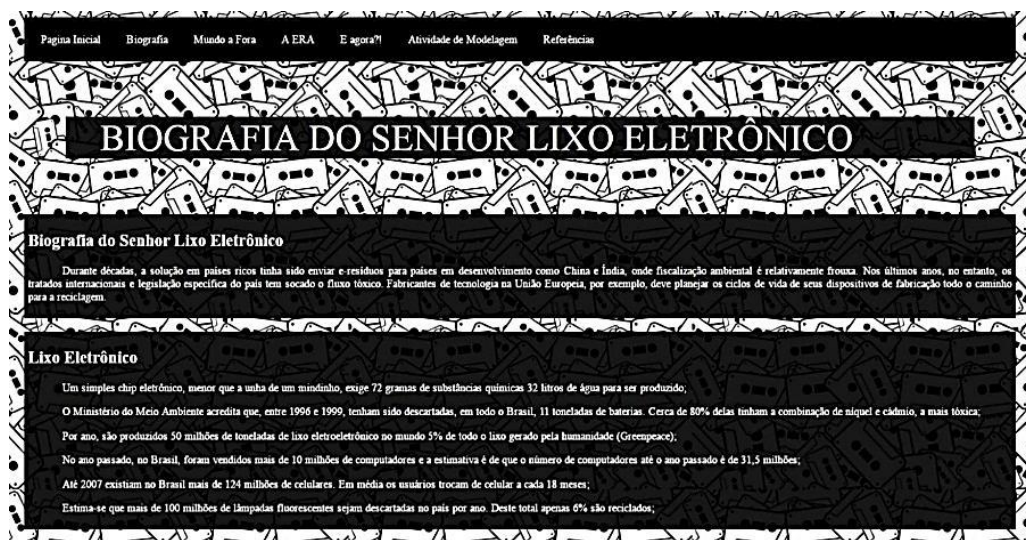 Pagina Inicial Biografia Mundo a Fora A ERA E agora?! Atividade de Modelagem Referências
BIOGRAFIA DO SENHOR LIXO ELETRÔNICO
Biografia do Senhor Lixo Eletrônico
Durante décadas, a solução em países ricos tinha sido enviar e-resíduos para países em desenvolvimento como China e Índia, onde fiscalização ambiental é relativamente frouxa. Nos últimos anos, no entanto, os
tratados internacionais e legislação específica do país tem socado o fluxo tóxico. Fabricantes de tecnologia na União Europeia, por exemplo, deve planejar os ciclos de vida de seus dispositivos de fabricação todo o caminho
para a reciclagem.
Lixo Eletrônico
Um simples chip eletrônico, menor que a unha de um mindinho, exige 72 gramas de substâncias químicas 32 litros de água para ser produzido;
O Ministério do Meio Ambiente acredita que, entre 1996 e 1999, tenham sido descartadas, em todo o Brasil, 11 toneladas de baterias. Cerca de 80% delas tinham a combinação de níquel e cádmio, a mais tóxica;
Por ano, são produzidos 50 milhões de toneladas de lixo eletroeletrônico no mundo 5% de todo o lixo gerado pela humanidade (Greenpeace);
No ano passado, no Brasil, foram vendidos mais de 10 milhões de computadores e a estimativa é de que o número de computadores até o ano passado é de 31,5 milhões;
Até 2007 existiam no Brasil mais de 124 milhões de celulares. Em média os usuários trocam de celular a cada 18 meses;
Estima-se que mais de 100 milhões de lâmpadas fluorescentes sejam descartadas no país por ano. Deste total apenas 6% são reciclados;